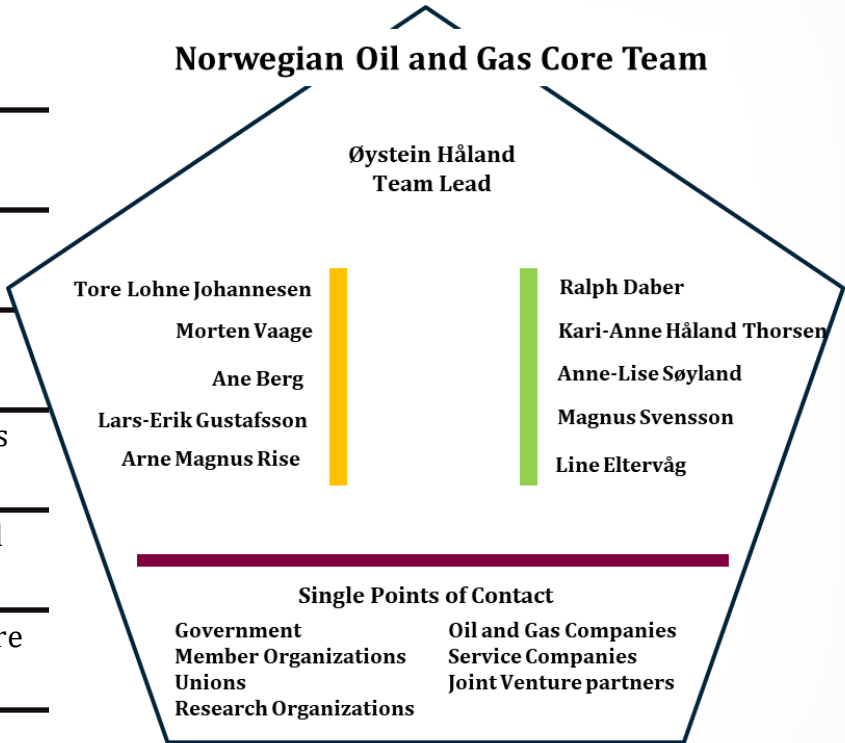 Norwegian Oil and Gas Core Team
Øystein Håland
Team Lead
Tore Lohne Johannesen
Morten Vaage
Ane Berg
Lars-Erik Gustafsson
Arne Magnus Rise
Ralph Daber
Kari-Anne Håland Thorsen
Anne-Lise Søyland
Magnus Svensson
Line Eltervåg
Single Points of Contact
Government
Member Organizations
Unions
Research Organizations
Oil and Gas Companies
Service Companies
Joint Venture partners